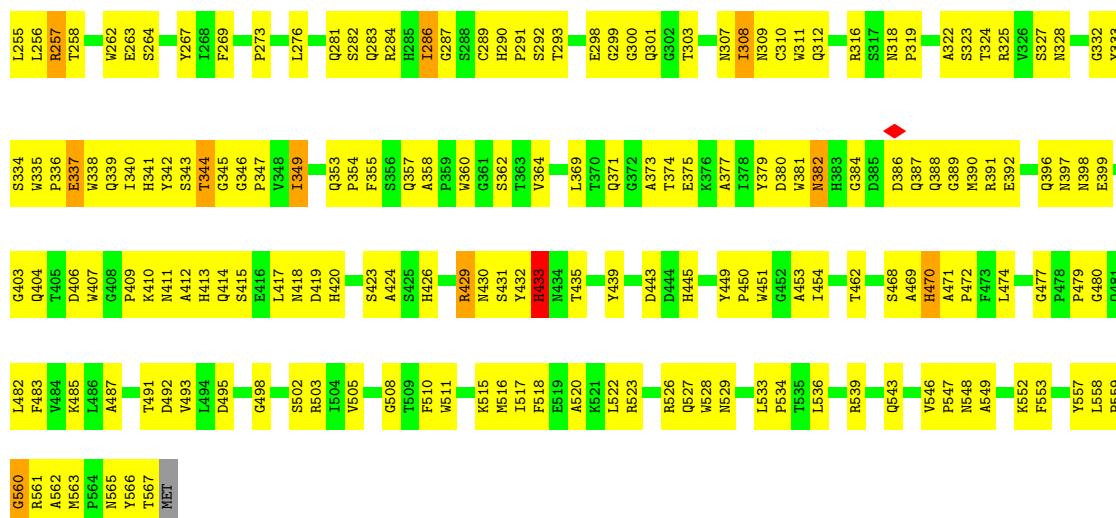 L255 L256 R257 T258 W262 E263 S264 Y267 I268 F269 P273 L276 Q281 S282 Q283 R284 H285 I286 G287 S288 C289 H290 P291 S292 T293 E298 G299 G300 Q301 G302 T303 N307 I308 N309 C310 W311 Q312 R316 S317 N318 P319 A322 S323 T324 R325 V326 S327 N328 G332
S334 W335 P336 E337 W338 Q339 I340 H341 Y342 S343 T344 G345 G346 P347 V348 I349 Q353 P354 F355 S356 Q357 A358 P359 W360 G361 S362 T363 V364 L369 T370 Q371 G372 A373 T374 E375 K376 A377 I378 Y379 D380 W381 N382 H383 G384 D385 D386 Q387 Q388 G389 M390 R391 E392 Q396 N397 N398 E399
G403 Q404 T405 D406 W407 G408 P409 K410 N411 A412 H413 Q414 S415 E416 L417 N418 D419 H420 S423 A424 S425 H426 R429 N430 S431 Y432 H433 N434 T435 Y439 D443 D444 H445 Y449 P450 W451 G452 A453 I454 T462 S468 A469 H470 A471 P472 F473 L474 G477 P478 P479 G480
L482 F483 V484 K485 L486 A487 T491 D492 V493 L494 D495 G498 S502 R503 I504 V505 G508 T509 F510 W511 K515 M516 I517 F518 E519 A520 K521 L522 R523 R526 Q527 W528 N529 L533 P534 T535 L536 R539 Q543 V546 P547 N548 A549 K552 F553 Y557 L558
G560 R561 A562 M563 P564 N565 Y566 T567 MET